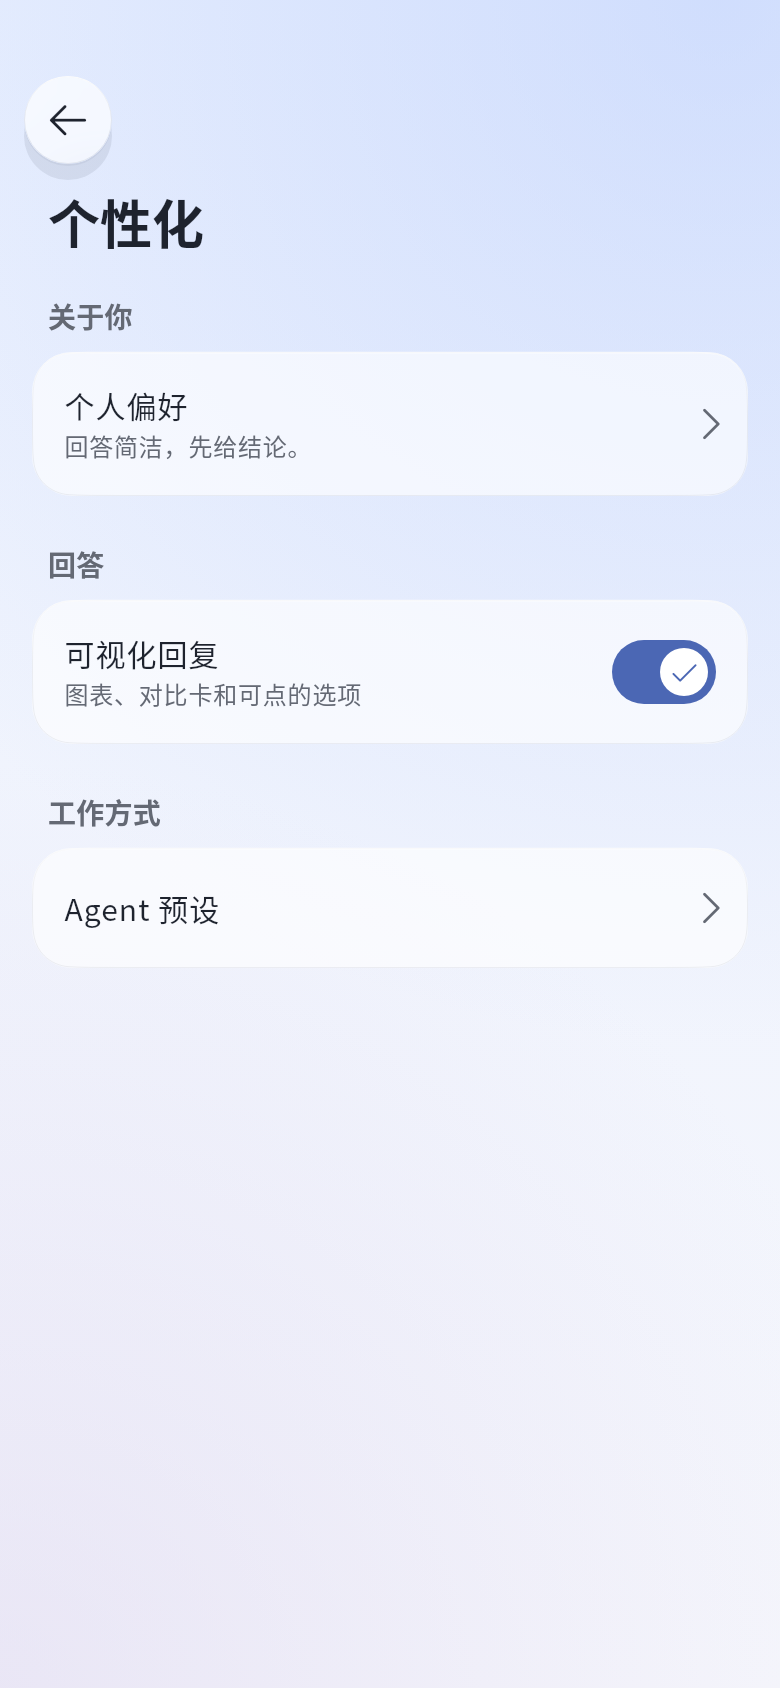 个性化
关于你
个人偏好
回答简洁，先给结论。
回答
可视化回复
图表、对比卡和可点的选项
工作方式
Agent 预设